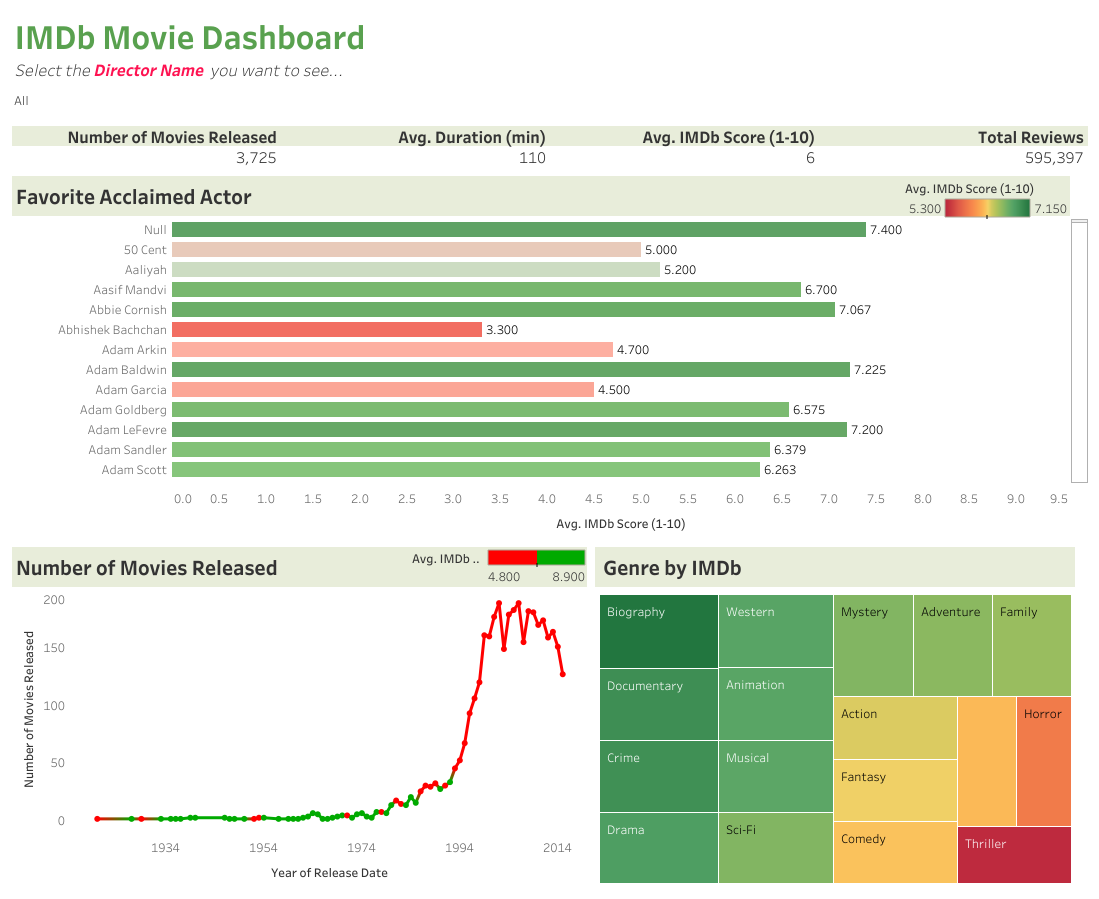 IMDb Movie Dashboard
Select the Director Name you want to see...
All
Number of Movies Released Avg. Duration (min) Avg. IMDb Score (1-10) Total Reviews
3,725 110 6 595,397
Favorite Acclaimed Actor
Avg. IMDb Score (1-10)
5.300 7.150
Null 7.400
50 Cent 5.000
Aaliyah 5.200
Aasif Mandvi 6.700
Abbie Cornish 7.067
Abhishek Bachchan 3.300
Adam Arkin 4.700
Adam Baldwin 7.225
Adam Garcia 4.500
Adam Goldberg 6.575
Adam LeFevre 7.200
Adam Sandler 6.379
Adam Scott 6.263
0.0 0.5 1.0 1.5 2.0 2.5 3.0 3.5 4.0 4.5 5.0 5.5 6.0 6.5 7.0 7.5 8.0 8.5 9.0 9.5
Avg. IMDb Score (1-10)
Number of Movies Released
Avg. IMDb ..
4.800 8.900
200
150
100
50
0
Number of Movies Released
1934 1954 1974 1994 2014
Year of Release Date
Genre by IMDb
Biography Western Mystery Adventure Family
Documentary Animation
Action Horror
Crime Musical
Fantasy
Drama Sci-Fi
Comedy
Thriller